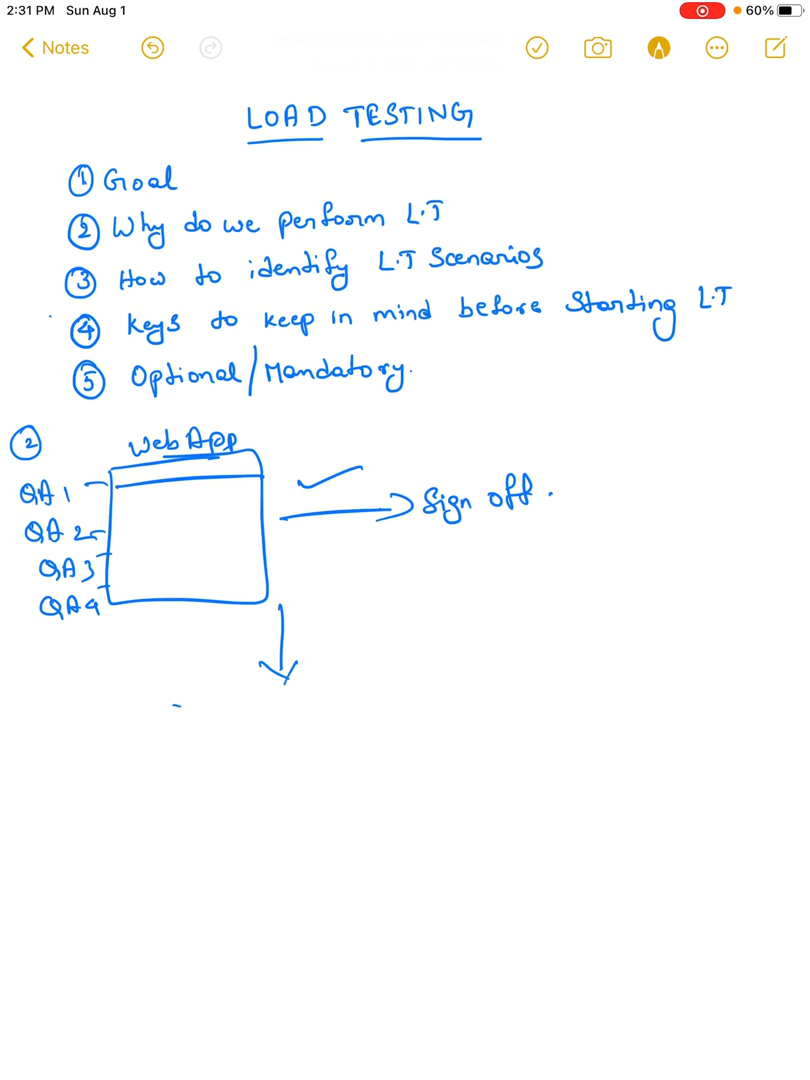 2:31 PM Sun Aug 1
60%
Notes
LOAD TESTING
① Goal
② Why do we perform L.T
③ How to identify L.T Scenarios
④ Keys to keep in mind before Starting L.T
⑤ Optional/Mandatory.
②
Web App
QA 1
Sign off.
QA 2
QA 3
QA 4